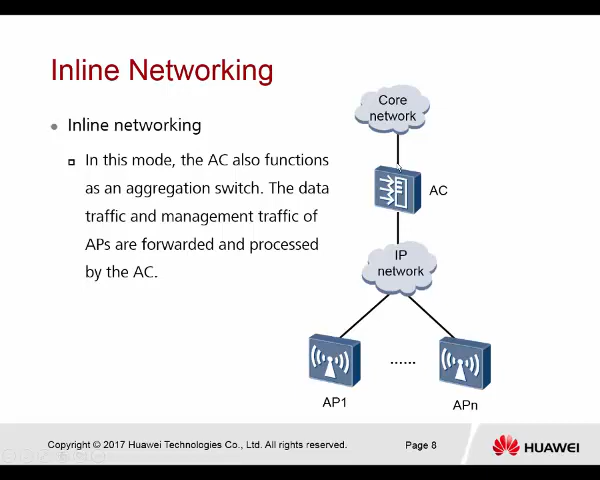 Inline Networking
Inline networking
In this mode, the AC also functions
as an aggregation switch. The data
traffic and management traffic of
APs are forwarded and processed
by the AC.
Core
network
AC
IP
network
......
AP1
APn
Copyright © 2017 Huawei Technologies Co., Ltd. All rights reserved.
Page 8
HUAWEI